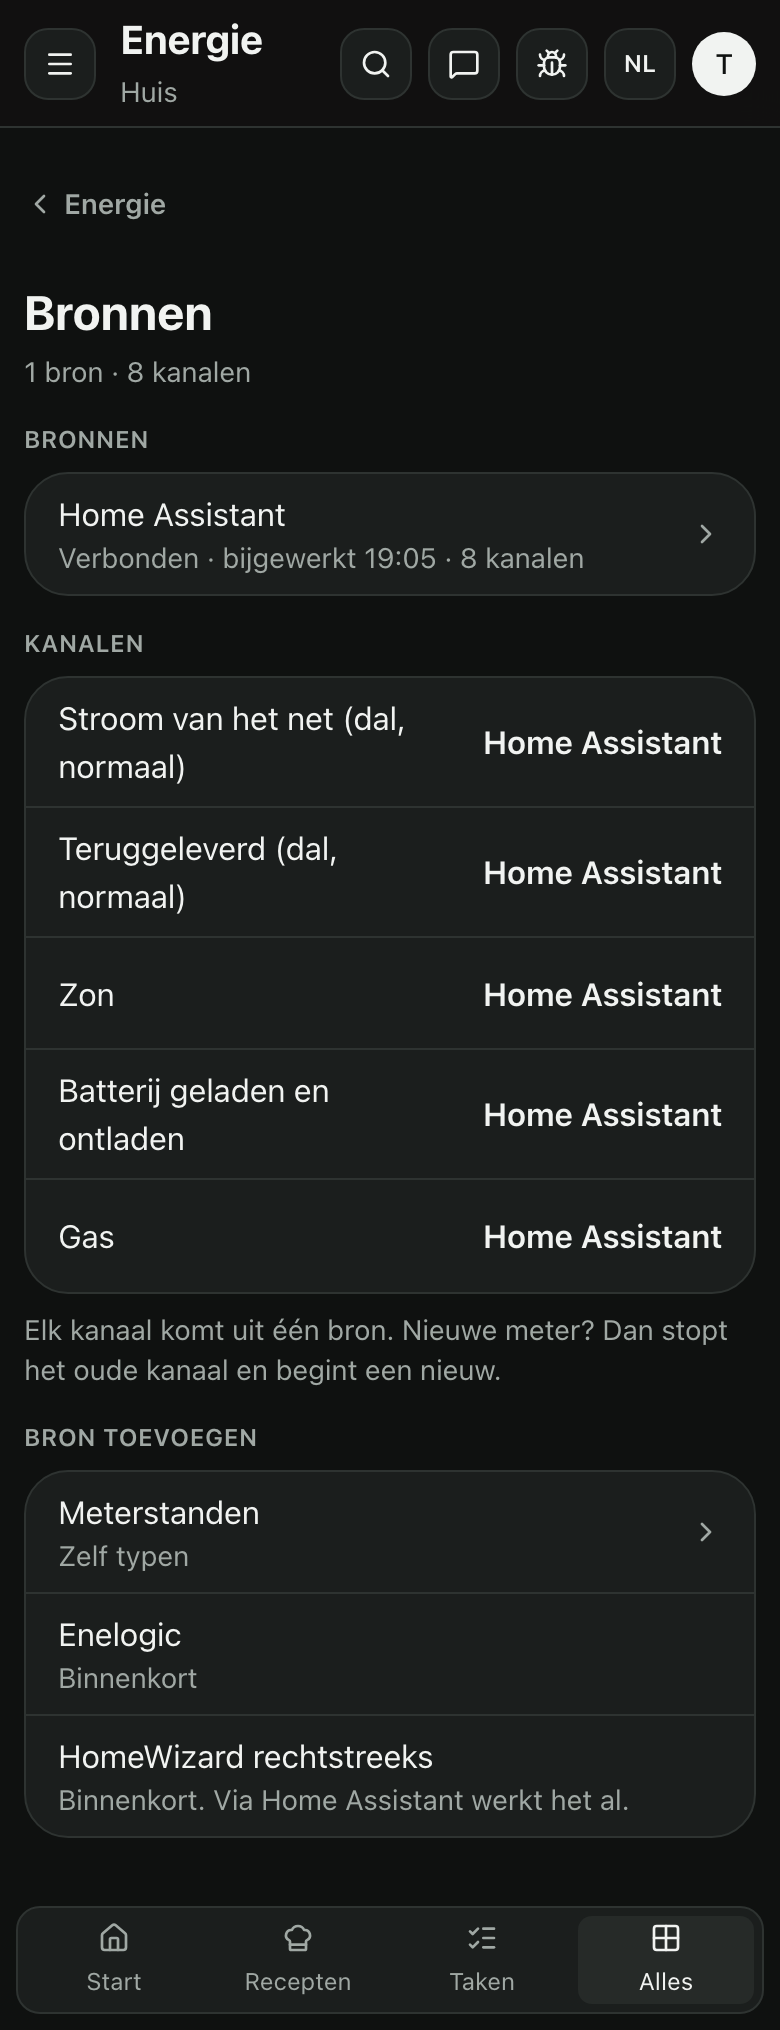 Energie
Huis
NL
T
Energie
Bronnen
1 bron · 8 kanalen
BRONNEN
Home Assistant
Verbonden · bijgewerkt 19:05 · 8 kanalen
KANALEN
Stroom van het net (dal,
normaal)
Home Assistant
Teruggeleverd (dal,
normaal)
Home Assistant
Zon
Home Assistant
Batterij geladen en
ontladen
Home Assistant
Gas
Home Assistant
Elk kanaal komt uit één bron. Nieuwe meter? Dan stopt
het oude kanaal en begint een nieuw.
BRON TOEVOEGEN
Meterstanden
Zelf typen
Enelogic
Binnenkort
HomeWizard rechtstreeks
Binnenkort. Via Home Assistant werkt het al.
Start
Recepten
Taken
Alles